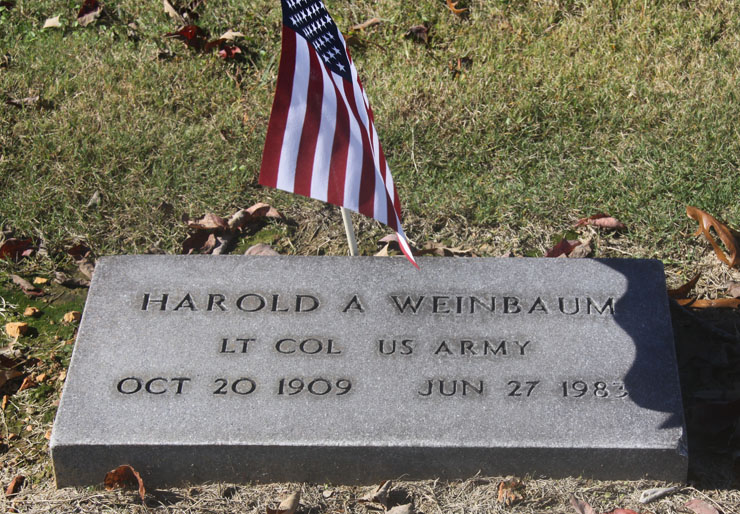 HAROLD A WEINBAUM
LT COL US ARMY
OCT 20 1909 JUN 27 1983